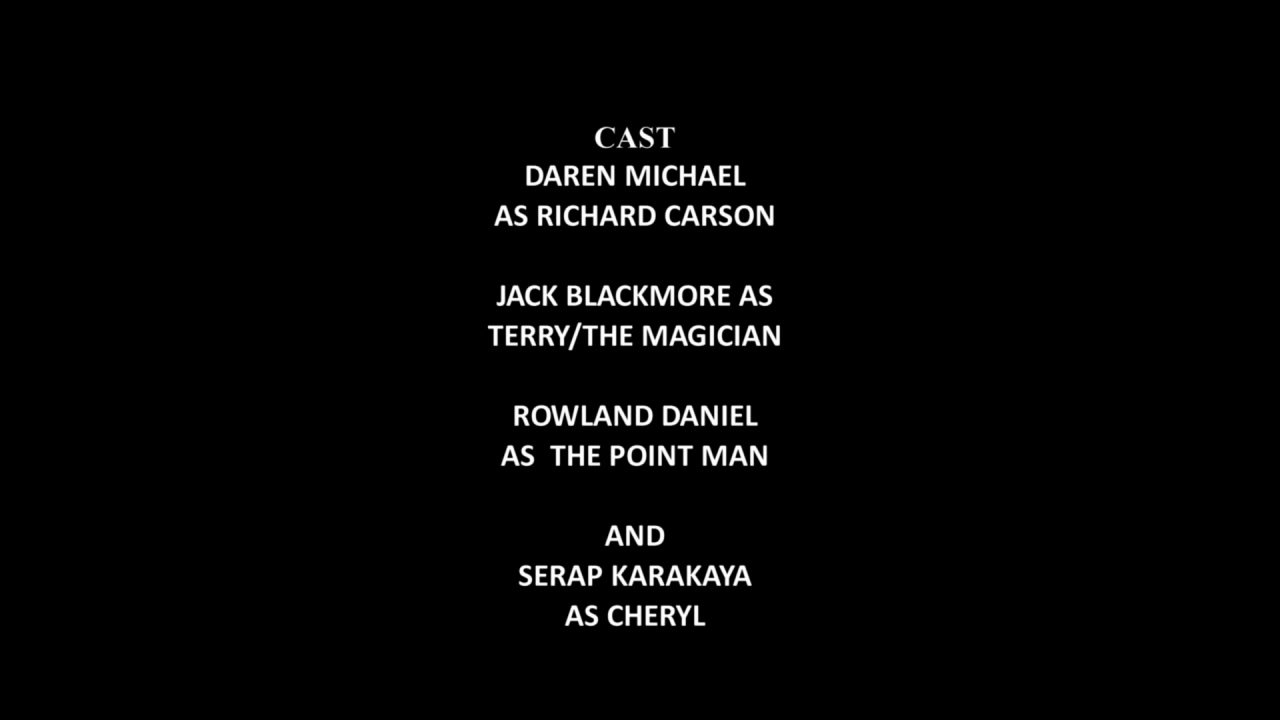 CAST
DAREN MICHAEL
AS RICHARD CARSON
JACK BLACKMORE AS
TERRY/THE MAGICIAN
ROWLAND DANIEL
AS  THE POINT MAN
AND
SERAP KARAKAYA
AS CHERYL